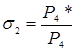 σ₂ = P₄ * / P₄